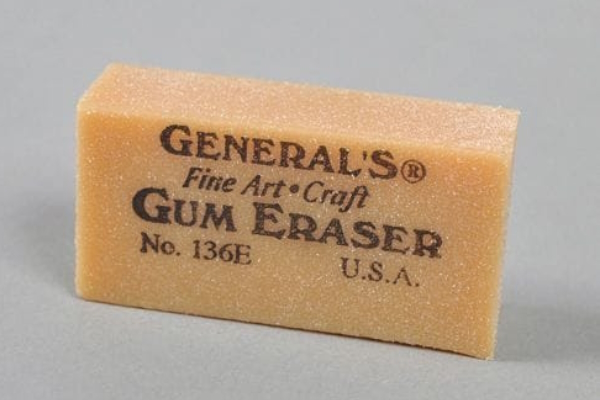 GENERAL'S®
Fine Art•Craft
GUM ERASER
No. 136E U.S.A.